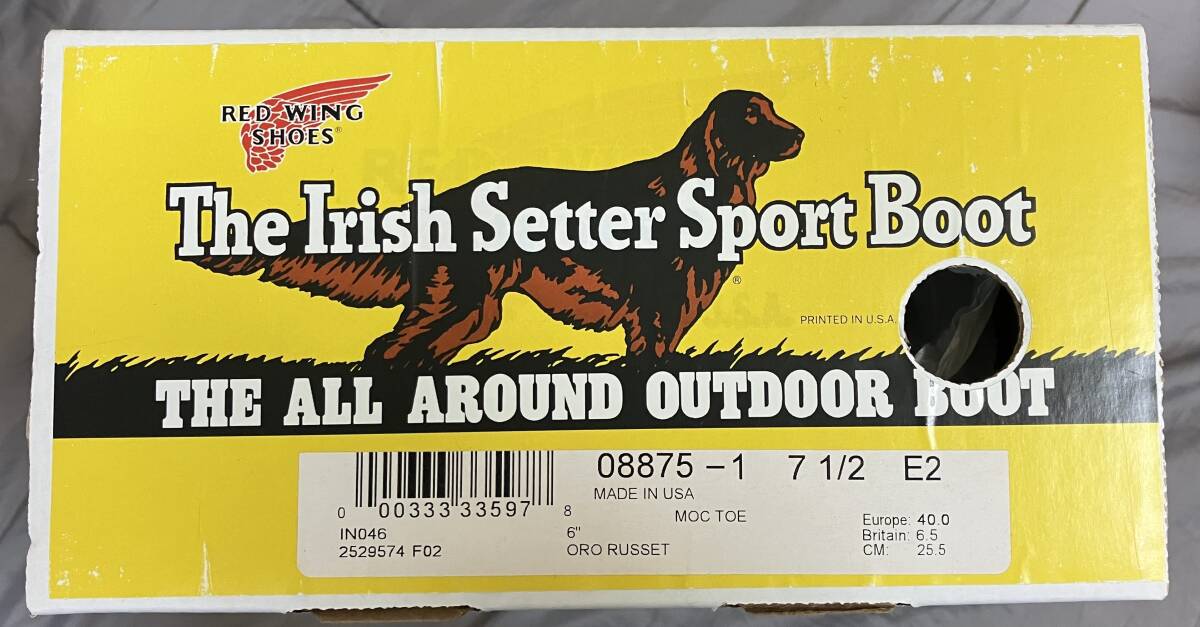 RED WING
SHOES®
The Irish Setter Sport Boot
®
PRINTED IN U.S.A.
THE ALL AROUND OUTDOOR BOOT
08875-1 7 1/2 E2
MADE IN USA
0 00333 33597 8
MOC TOE
IN046 6"
2529574 F02 ORO RUSSET
Europe: 40.0
Britain: 6.5
CM: 25.5